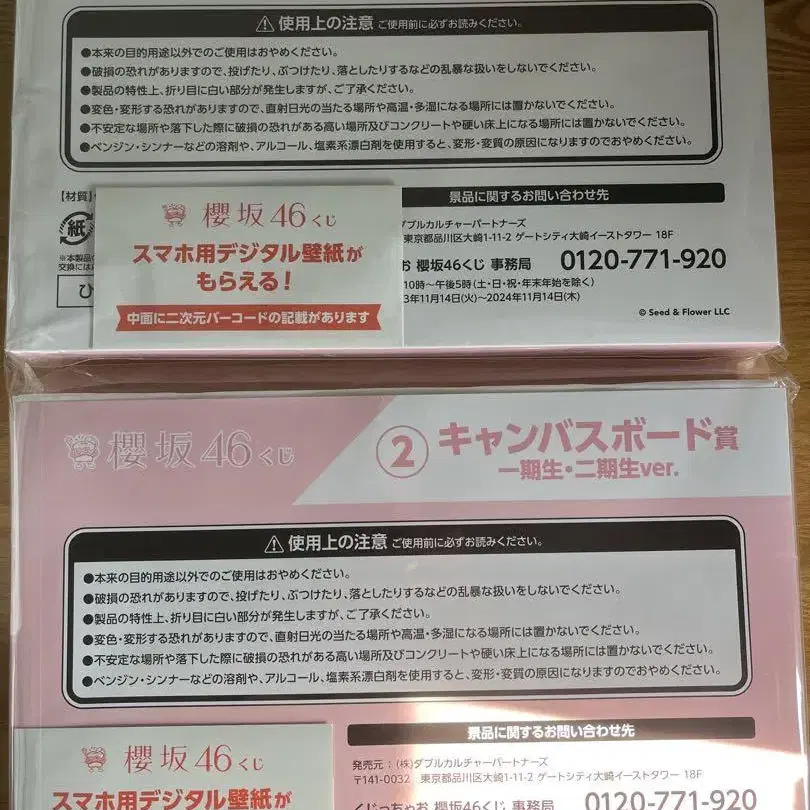 ⚠ 使用上の注意 ご使用前に必ずお読みください。
●本来の目的用途以外でのご使用はおやめください。
●破損の恐れがありますので、投げたり、ぶつけたり、落としたりするなどの乱暴な扱いをしないでください。
●製品の特性上、折り目に白い部分が発生しますが、ご了承ください。
●変色・変形する恐れがありますので、直射日光の当たる場所や高温・多湿になる場所には置かないでください。
●不安定な場所や落下した際に破損の恐れがある高い場所及びコンクリートや硬い床上になる場所には置かないでください。
●ベンジン・シンナーなどの溶剤や、アルコール、塩素系漂白剤を使用すると、変形・変質の原因になりますのでおやめください。
【材質】
紙
※本製品の
交換には
ひ
櫻坂46くじ
スマホ用デジタル壁紙が
もらえる!
中面に二次元バーコードの記載があります
景品に関するお問い合わせ先
ダブルカルチャーパートナーズ
東京都品川区大崎1-11-2 ゲートシティ大崎イーストタワー 18F
お 櫻坂46くじ 事務局 0120-771-920
10時~午後5時(土・日・祝・年末年始を除く)
3年11月14日(火)~2024年11月14日(木)
© Seed & Flower LLC
櫻坂46くじ
② キャンバスボード賞
一期生・二期生ver.
⚠ 使用上の注意 ご使用前に必ずお読みください。
●本来の目的用途以外でのご使用はおやめください。
●破損の恐れがありますので、投げたり、ぶつけたり、落としたりするなどの乱暴な扱いをしないでください。
●製品の特性上、折り目に白い部分が発生しますが、ご了承ください。
●変色・変形する恐れがありますので、直射日光の当たる場所や高温・多湿になる場所には置かないでください。
●不安定な場所や落下した際に破損の恐れがある高い場所及びコンクリートや硬い床上になる場所には置かないでください。
●ベンジン・シンナーなどの溶剤や、アルコール、塩素系漂白剤を使用すると、変形・変質の原因になりますのでおやめください。
櫻坂46くじ
スマホ用デジタル壁紙が
景品に関するお問い合わせ先
発売元:(株)ダブルカルチャーパートナーズ
〒141-0032 東京都品川区大崎1-11-2 ゲートシティ大崎イーストタワー 18F
くじっちゃお 櫻坂46くじ 事務局 0120-771-920